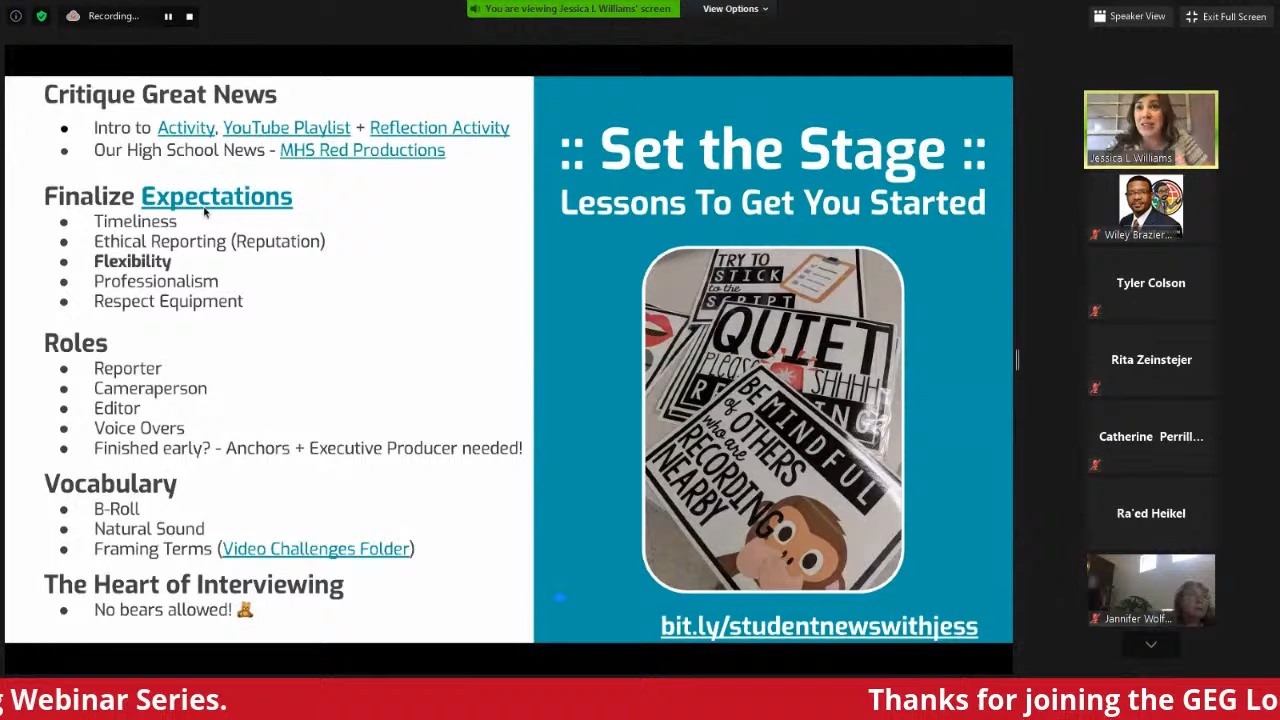 Recording...
You are viewing Jessica L Williams' screen
View Options
Speaker View
Exit Full Screen
Critique Great News
Intro to Activity, YouTube Playlist + Reflection Activity
Our High School News - MHS Red Productions
Finalize Expectations
Timeliness
Ethical Reporting (Reputation)
Flexibility
Professionalism
Respect Equipment
Roles
Reporter
Cameraperson
Editor
Voice Overs
Finished early? - Anchors + Executive Producer needed!
Vocabulary
B-Roll
Natural Sound
Framing Terms (Video Challenges Folder)
The Heart of Interviewing
No bears allowed!
:: Set the Stage ::
Lessons To Get You Started
TRY TO
STICK
to the
SCRIPT
QUIET
SHHHH
BE MINDFUL
of OTHERS
who are
RECORDING
NEARBY
bit.ly/studentnewswithjess
Jessica L Williams
Wiley Brazier...
Tyler Colson
Rita Zeinstejer
Catherine Perrill...
Ra'ed Heikel
Jannifer Wolf...
g Webinar Series.
Thanks for joining the GEG Lo